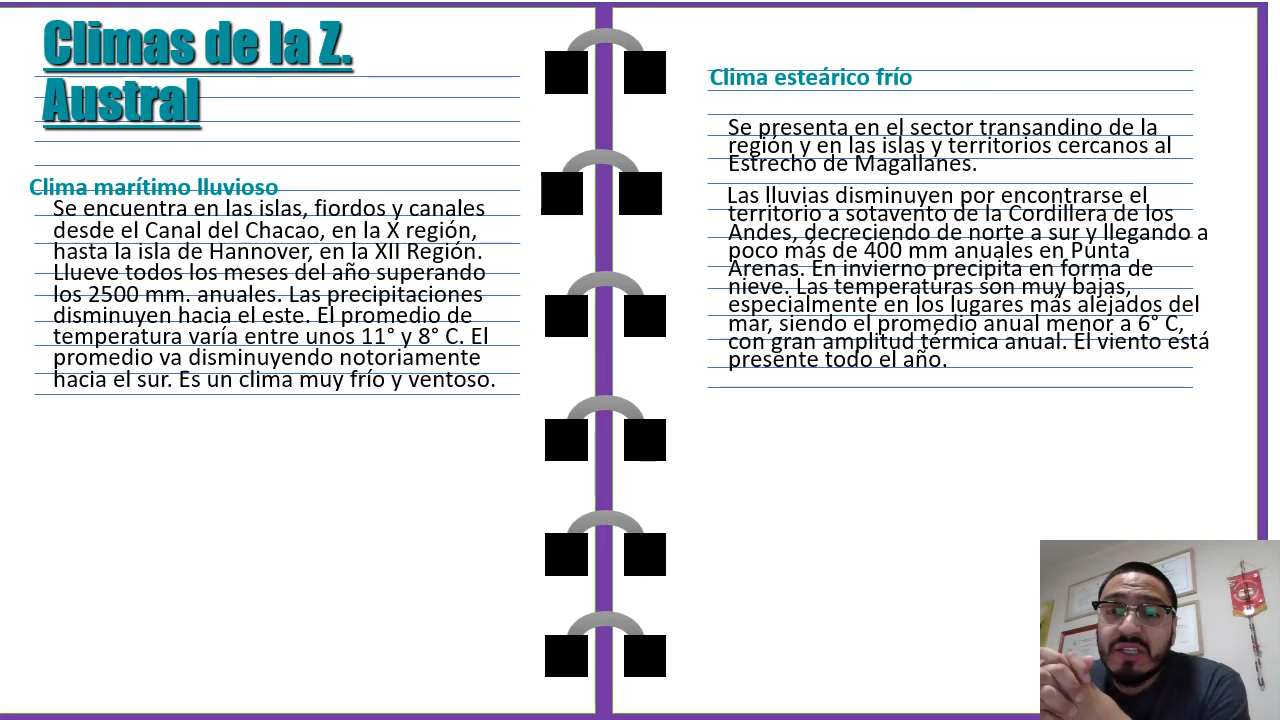 Climas de la Z.
Austral
Clima marítimo lluvioso
Se encuentra en las islas, fiordos y canales
desde el Canal del Chacao, en la X región,
hasta la isla de Hannover, en la XII Región.
Llueve todos los meses del año superando
los 2500 mm. anuales. Las precipitaciones
disminuyen hacia el este. El promedio de
temperatura varía entre unos 11° y 8° C. El
promedio va disminuyendo notoriamente
hacia el sur. Es un clima muy frío y ventoso.
Clima esteárico frío
Se presenta en el sector transandino de la
región y en las islas y territorios cercanos al
Estrecho de Magallanes.
Las lluvias disminuyen por encontrarse el
territorio a sotavento de la Cordillera de los
Andes, decreciendo de norte a sur y llegando a
poco más de 400 mm anuales en Punta
Arenas. En invierno precipita en forma de
nieve. Las temperaturas son muy bajas,
especialmente en los lugares más alejados del
mar, siendo el promedio anual menor a 6° C,
con gran amplitud térmica anual. El viento está
presente todo el año.